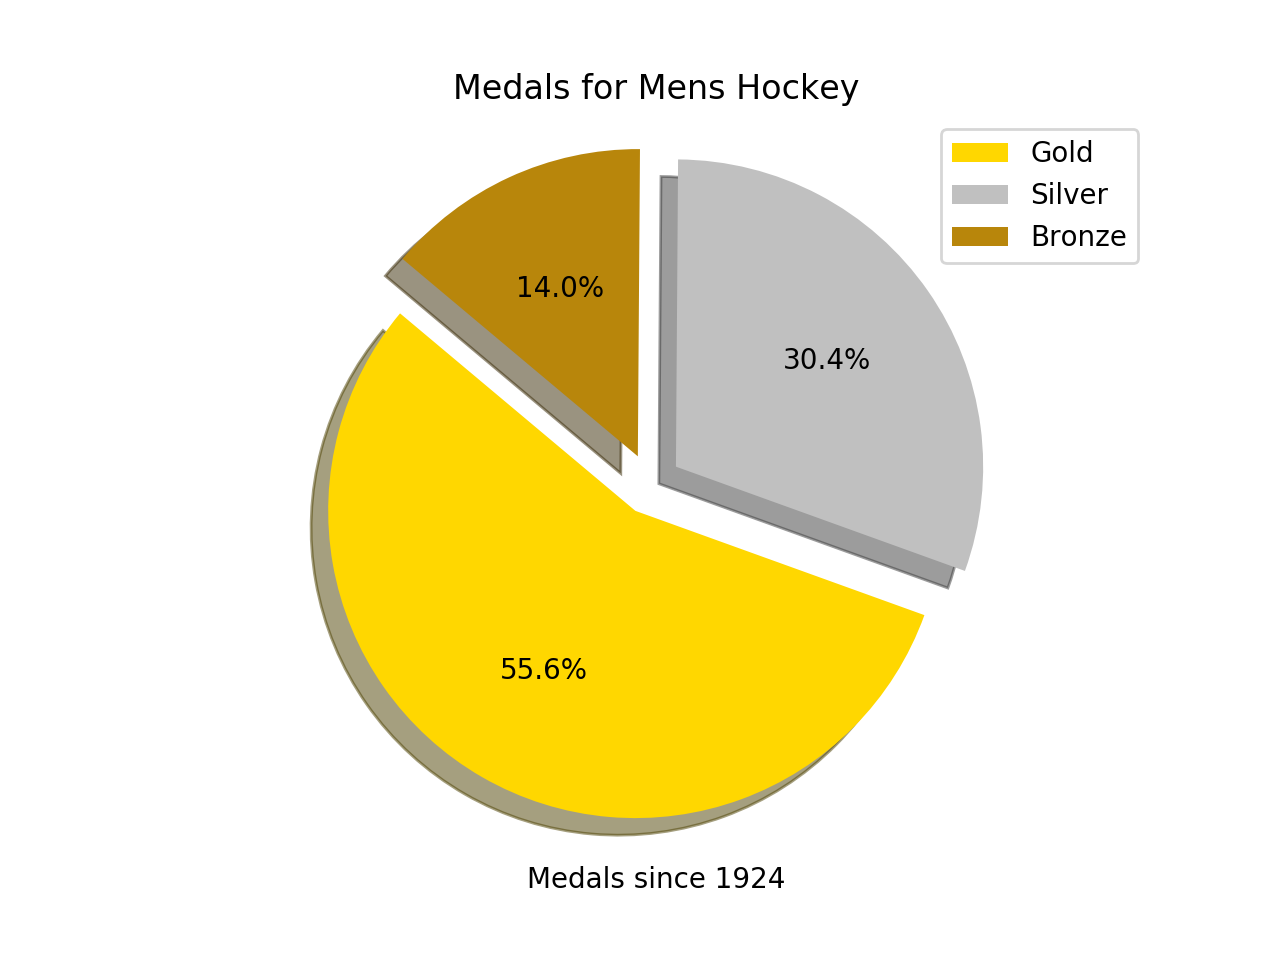 Medals for Mens Hockey
Gold
Silver
Bronze
14.0%
30.4%
55.6%
Medals since 1924